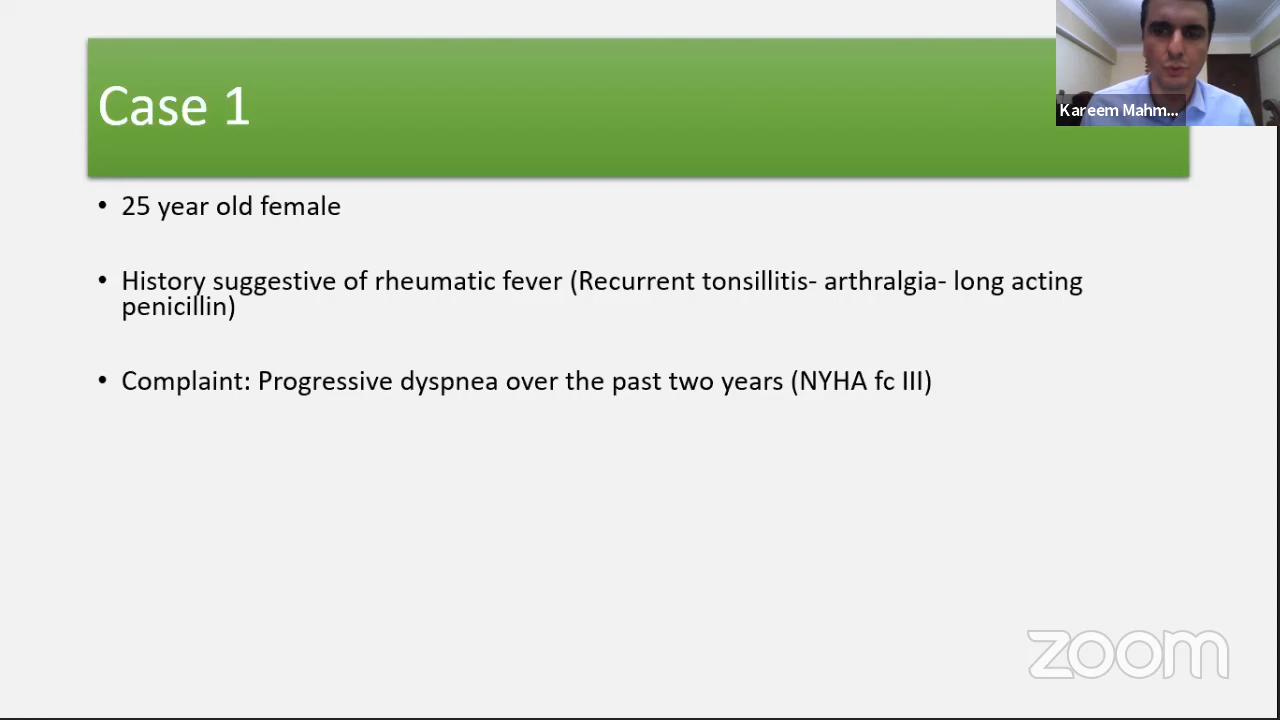 Case 1
Kareem Mahm...
• 25 year old female
• History suggestive of rheumatic fever (Recurrent tonsillitis- arthralgia- long acting
penicillin)
• Complaint: Progressive dyspnea over the past two years (NYHA fc III)
zoom